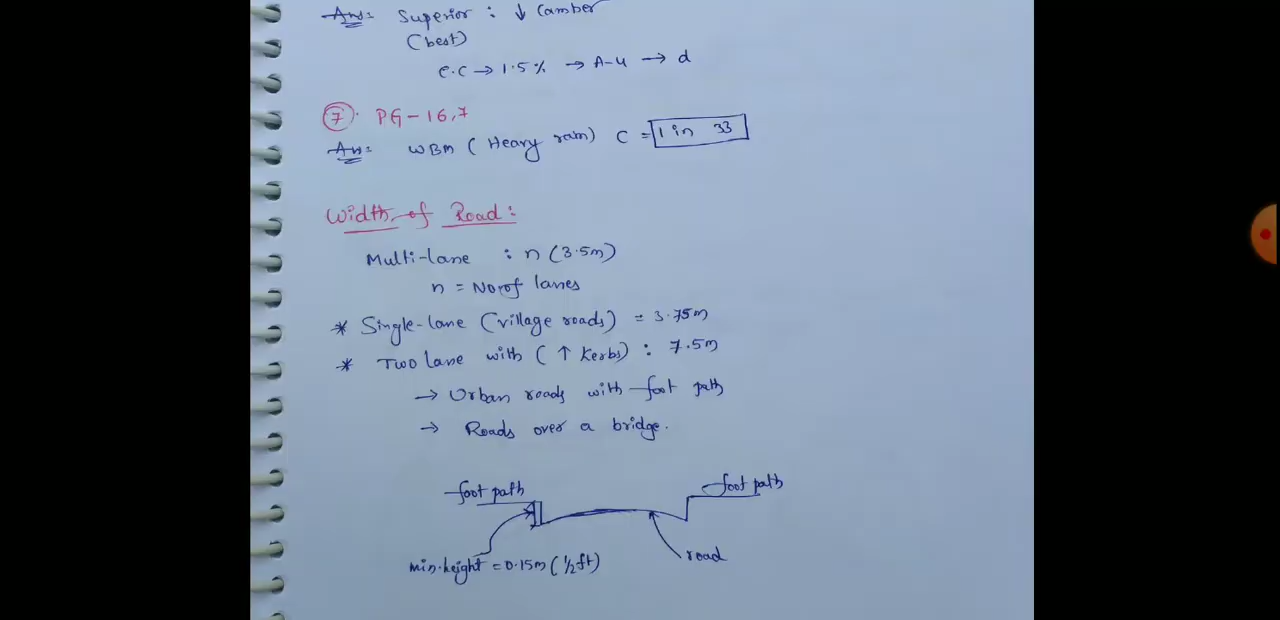 Ans: Superior : ↓ Camber
(best)
C.C → 1.5% → A-4 → d
7. PG-16,7
Ans: WBM (Heavy rain) C = 1 in 33
Width of Road:
Multi-lane : n (3.5m)
n = No. of lanes
* Single-lane (village roads) = 3.75m
* Two lane with (↑ Kerbs) : 7.5m
→ Urban roads with foot path
→ Roads over a bridge.
foot path foot path
min. height = 0.15m (½ ft) road